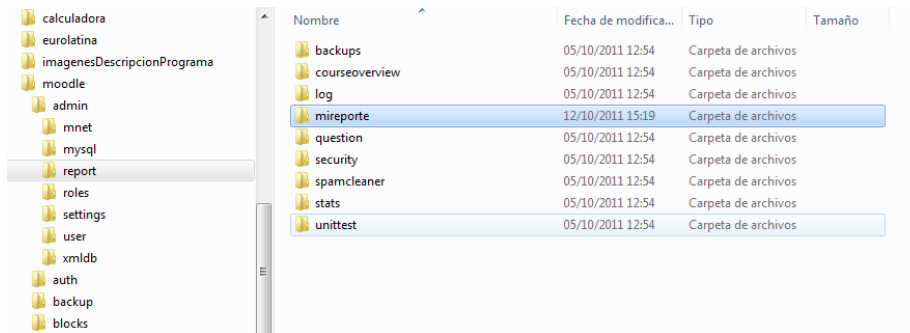 calculadora
eurolatina
imagenesDescripcionPrograma
moodle
admin
mnet
mysql
report
roles
settings
user
xmldb
auth
backup
blocks
Nombre Fecha de modifica... Tipo Tamaño
backups 05/10/2011 12:54 Carpeta de archivos
courseoverview 05/10/2011 12:54 Carpeta de archivos
log 05/10/2011 12:54 Carpeta de archivos
mireporte 12/10/2011 15:19 Carpeta de archivos
question 05/10/2011 12:54 Carpeta de archivos
security 05/10/2011 12:54 Carpeta de archivos
spamcleaner 05/10/2011 12:54 Carpeta de archivos
stats 05/10/2011 12:54 Carpeta de archivos
unittest 05/10/2011 12:54 Carpeta de archivos